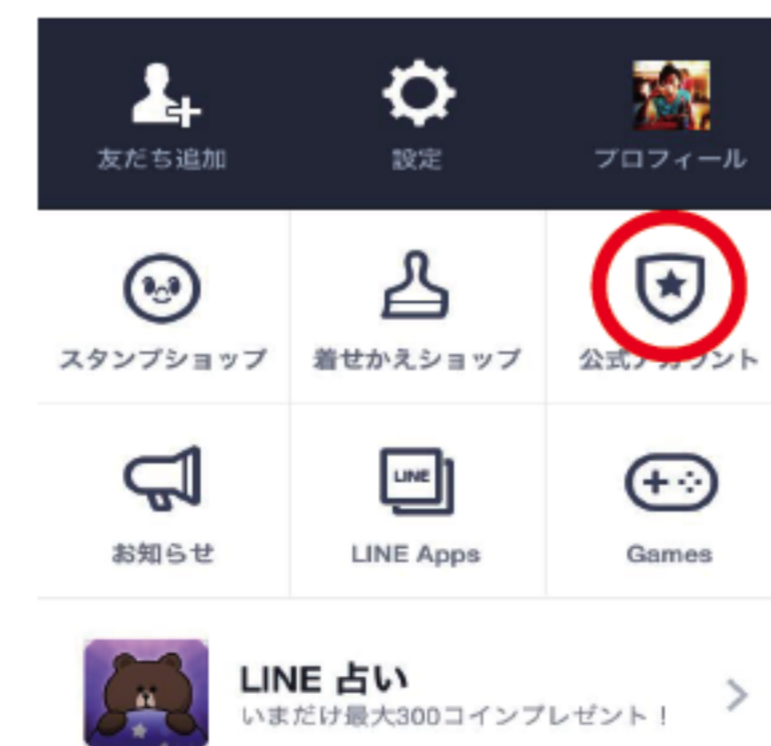 友だち追加
設定
プロフィール
スタンプショップ
着せかえショップ
公式アカウント
お知らせ
LINE
LINE Apps
Games
LINE 占い
いまだけ最大300コインプレゼント！